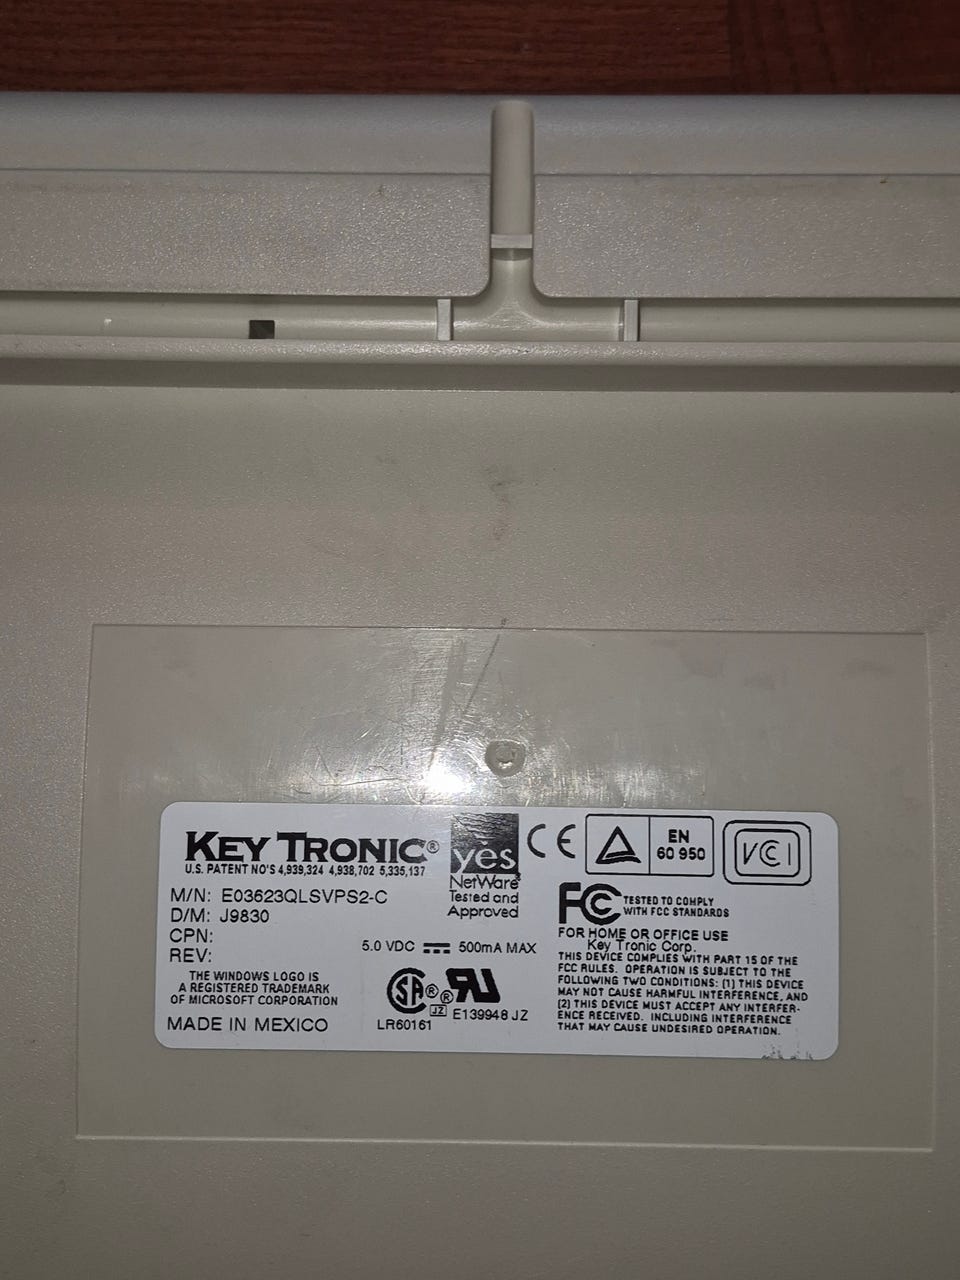 KEY TRONIC®
U.S. PATENT NO'S 4,939,324 4,938,702 5,335,137
M/N: E03623QLSVPS2-C
D/M: J9830
CPN:
REV:
THE WINDOWS LOGO IS
A REGISTERED TRADEMARK
OF MICROSOFT CORPORATION
MADE IN MEXICO
yès
NetWare®
Tested and
Approved
5.0 VDC 500mA MAX
SA ® ® RU
JZ
LR60161
E139948 JZ
CE
EN
60 950
VCI
FC TESTED TO COMPLY
WITH FCC STANDARDS
FOR HOME OR OFFICE USE
Key Tronic Corp.
THIS DEVICE COMPLIES WITH PART 15 OF THE
FCC RULES. OPERATION IS SUBJECT TO THE
FOLLOWING TWO CONDITIONS: (1) THIS DEVICE
MAY NOT CAUSE HARMFUL INTERFERENCE, AND
(2) THIS DEVICE MUST ACCEPT ANY INTERFER-
ENCE RECEIVED. INCLUDING INTERFERENCE
THAT MAY CAUSE UNDESIRED OPERATION.